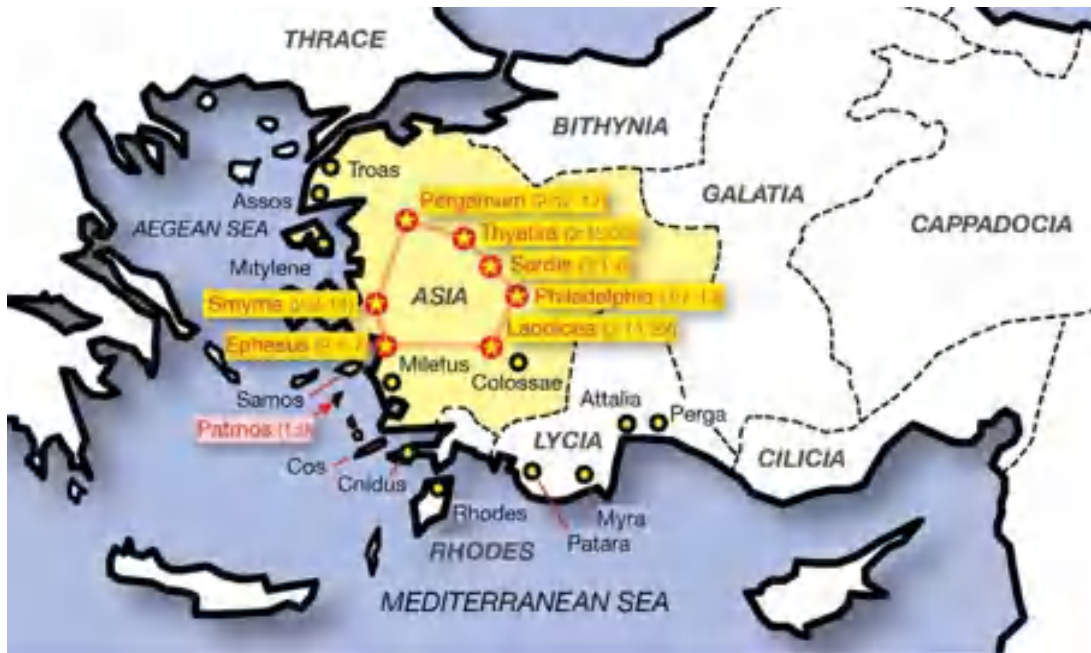 THRACE
BITHYNIA
Troas
GALATIA
Assos
Pergamum
CAPPADOCIA
AEGEAN SEA
Thyatira
Mitylene
Sardis
ASIA
Smyrna
Philadelphia
Ephesus
Laodicea
Miletus
Colossae
Samos
Attalia
Perga
Patmos
LYCIA
CILICIA
Cos
Cnidus
Rhodes
Myra
Patara
RHODES
MEDITERRANEAN SEA